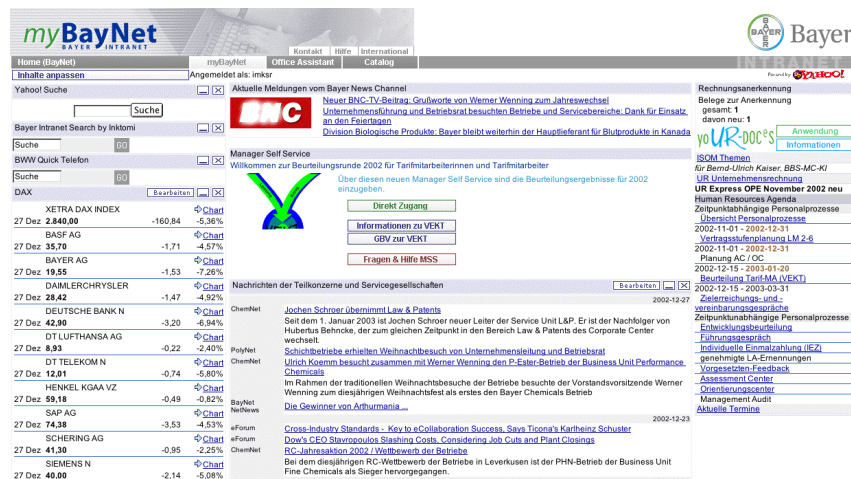 myBayNet
BAYER INTRANET
Kontakt Hilfe International
BAYER
BAYER
Bayer
Home (BayNet) myBayNet Office Assistant Catalog
INTRANET
Inhalte anpassen
Angemeldet als: imksr
Powered by YAHOO!
Yahoo! Suche
Suche
Bayer Intranet Search by Inktomi
Suche GO
BWW Quick Telefon
Suche GO
DAX Bearbeiten
XETRA DAX INDEX Chart
27 Dez 2.840,00 -160,84 -5,36%
BASF AG Chart
27 Dez 35,70 -1,71 -4,57%
BAYER AG Chart
27 Dez 19,55 -1,53 -7,26%
DAIMLERCHRYSLER Chart
27 Dez 28,42 -1,47 -4,92%
DEUTSCHE BANK N Chart
27 Dez 42,90 -3,20 -6,94%
DT LUFTHANSA AG Chart
27 Dez 8,93 -0,22 -2,40%
DT TELEKOM N Chart
27 Dez 12,01 -0,74 -5,80%
HENKEL KGAA VZ Chart
27 Dez 59,18 -0,49 -0,82%
SAP AG Chart
27 Dez 74,38 -3,53 -4,53%
SCHERING AG Chart
27 Dez 41,30 -0,95 -2,25%
SIEMENS N Chart
27 Dez 40,00 -2,14 -5,08%
Aktuelle Meldungen vom Bayer News Channel
BNC
Neuer BNC-TV-Beitrag: Grußworte von Werner Wenning zum Jahreswechsel
Unternehmensführung und Betriebsrat besuchten Betriebe und Servicebereiche: Dank für Einsatz
an den Feiertagen
Division Biologische Produkte: Bayer bleibt weiterhin der Hauptlieferant für Blutprodukte in Kanada
Manager Self Service
Willkommen zur Beurteilungsrunde 2002 für Tarifmitarbeiterinnen und Tarifmitarbeiter
Über diesen neuen Manager Self Service sind die Beurteilungsergebnisse für 2002
einzugeben.
Direkt Zugang
Informationen zu VEKT
GBV zur VEKT
Fragen & Hilfe MSS
Nachrichten der Teilkonzerne und Servicegesellschaften Bearbeiten
2002-12-27
ChemNet Jochen Schroer übernimmt Law & Patents
Seit dem 1. Januar 2003 ist Jochen Schroer neuer Leiter der Service Unit L&P. Er ist der Nachfolger von
Hubertus Behncke, der zum gleichen Zeitpunkt in den Bereich Law & Patents des Corporate Center
wechselt.
PolyNet Schichtbetriebe erhielten Weihnachtsbesuch von Unternehmensleitung und Betriebsrat
ChemNet Ulrich Koemm besucht zusammen mit Werner Wenning den P-Ester-Betrieb der Business Unit Performance
Chemicals
Im Rahmen der traditionellen Weihnachtsbesuche der Betriebe besuchte der Vorstandsvorsitzende Werner
Wenning zum diesjährigen Weihnachtsfest als erstes den Bayer Chemicals Betrieb
BayNet
NetNews Die Gewinner von Arthurmania ...
2002-12-23
eForum Cross-Industry Standards - Key to eCollaboration Success, Says Ticona's Karlheinz Schuster
eForum Dow's CEO Stavropoulos Slashing Costs, Considering Job Cuts and Plant Closings
ChemNet RC-Jahresaktion 2002 / Wettbewerb der Betriebe
Bei dem diesjährigen RC-Wettbewerb der Betriebe in Leverkusen ist der PHN-Betrieb der Business Unit
Fine Chemicals als Sieger hervorgegangen.
Rechnungsanerkennung
Belege zur Anerkennung
gesamt: 1
davon neu: 1
yoUR-DOCeS
Anwendung
Infomationen
ISOM Themen
für Bernd-Ulrich Kaiser, BBS-MC-KI
UR Unternehmensrechnung
UR Express OPE November 2002 neu
Human Resources Agenda
Zeitpunktabhängige Personalprozesse
Übersicht Personalprozesse
2002-11-01 - 2002-12-31
Vertragsstufenplanung LM 2-6
2002-11-01 - 2002-12-31
Planung AC / OC
2002-12-15 - 2003-01-20
Beurteilung Tarif-MA (VEKT)
2002-12-15 - 2003-03-31
Zielerreichungs- und -
vereinbarungsgespräche
Zeitpunktunabhängige Personalprozesse
Entwicklungsbeurteilung
Führungsgespräch
Individuelle Einmalzahlung (IEZ)
genehmigte LA-Ernennungen
Vorgesetzten-Feedback
Assessment Center
Orientierungscenter
Management Audit
Aktuelle Termine